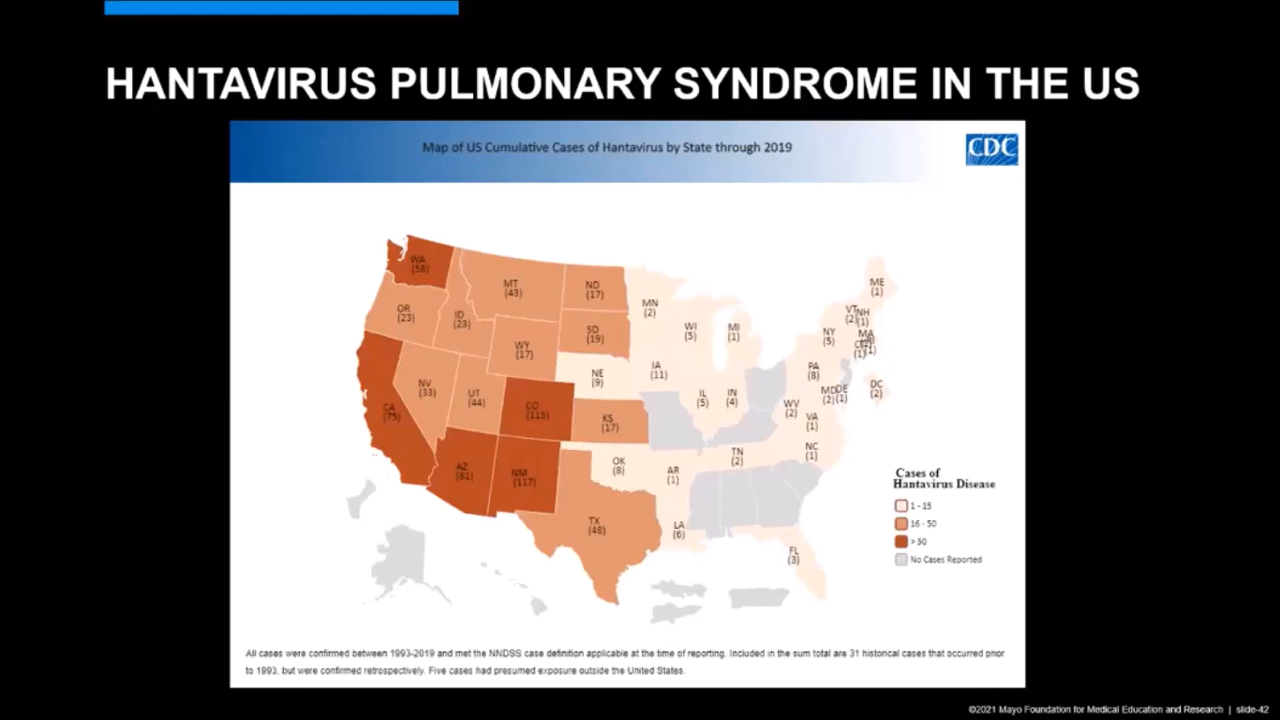 HANTAVIRUS PULMONARY SYNDROME IN THE US
Map of US Cumulative Cases of Hantavirus by State through 2019
CDC
WA
(58)
MT
(43)
ND
(17)
MN
(2)
ME
(1)
OR
(23)
ID
(23)
SD
(19)
WI
(5)
MI
(1)
VT
(2)
NH
(1)
NY
(5)
MA
(1)
CT
(1)
WY
(17)
NE
(9)
IA
(11)
PA
(8)
NV
(33)
UT
(44)
CO
(115)
KS
(17)
IL
(5)
IN
(4)
WV
(2)
MD
(2)
DE
(1)
DC
(2)
CA
(75)
VA
(1)
AZ
(81)
NM
(117)
OK
(8)
AR
(1)
TN
(2)
NC
(1)
TX
(48)
LA
(6)
FL
(3)
Cases of
Hantavirus Disease
1 - 15
16 - 50
> 50
No Cases Reported
All cases were confirmed between 1993-2019 and met the NNDSS case definition applicable at the time of reporting. Included in the sum total are 31 historical cases that occurred prior
to 1993, but were confirmed retrospectively. Five cases had presumed exposure outside the United States.
©2021 Mayo Foundation for Medical Education and Research | slide-42